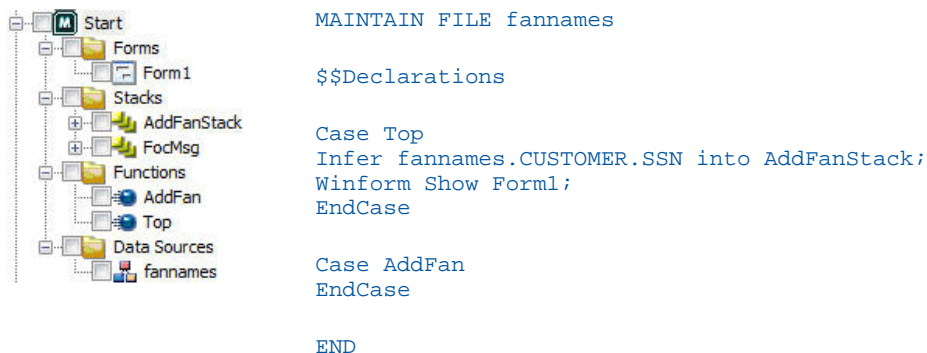 Start
Forms
Form1
Stacks
AddFanStack
FocMsg
Functions
AddFan
Top
Data Sources
fannames
MAINTAIN FILE fannames
$$Declarations
Case Top
Infer fannames.CUSTOMER.SSN into AddFanStack;
Winform Show Form1;
EndCase
Case AddFan
EndCase
END